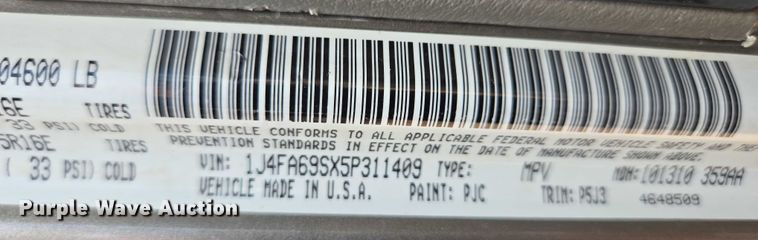 04600 LB
16E TIRES
33 PSI) COLD
5R16E TIRES
( 33 PSI) COLD
THIS VEHICLE CONFORMS TO ALL APPLICABLE FEDERAL MOTOR VEHICLE SAFETY AND THE
PREVENTION STANDARDS IN EFFECT ON THE DATE OF MANUFACTURE SHOWN ABOVE.
VIN: 1J4FA69SX5P311409 TYPE: MPV MDH: 101310 359AA
VEHICLE MADE IN U.S.A. PAINT: PJC TRIM: P5J3
4648509
Purple Wave Auction